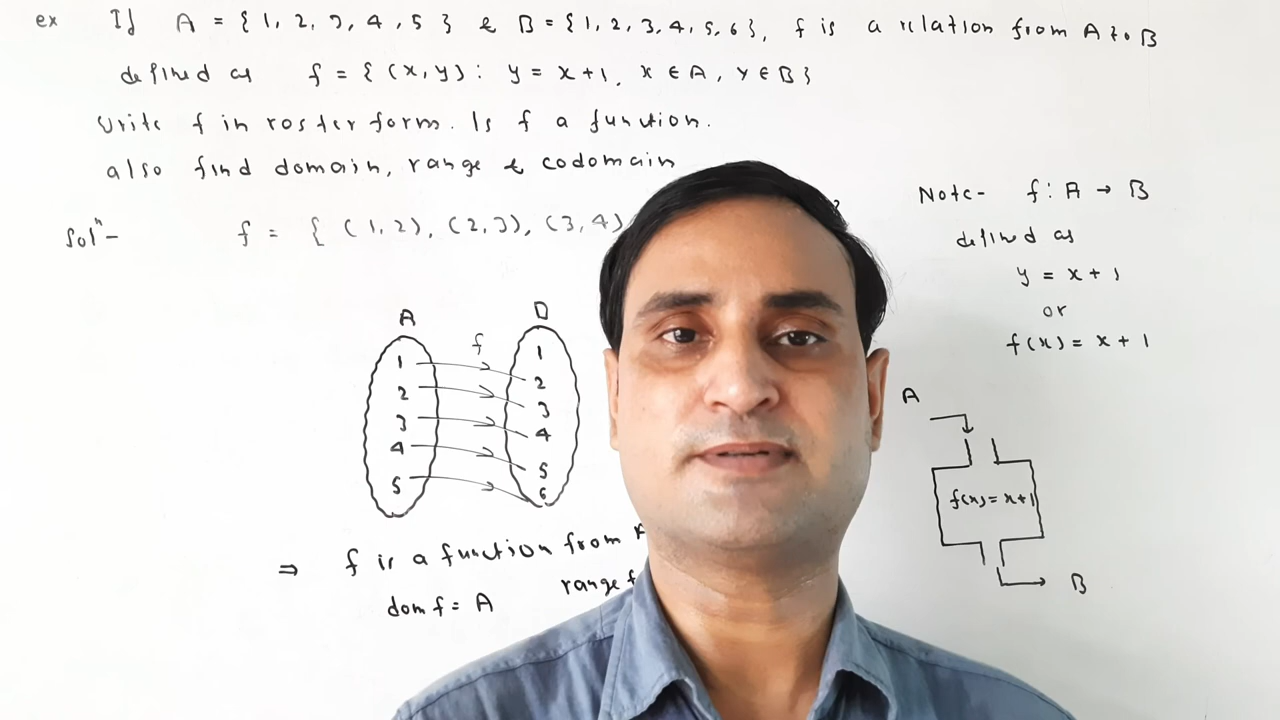 ex If A = { 1, 2, 3, 4, 5 } & B = { 1, 2, 3, 4, 5, 6 }, f is a relation from A to B
defined as f = { (x, y) : y = x + 1, x ∈ A, y ∈ B }
write f in roster form. Is f a function.
also find domain, range & codomain
Solⁿ - f = { (1, 2), (2, 3), (3, 4)
A f B
1 1
2 2
3 3
4 4
5 5
6
⇒ f is a function from
dom f = A range f
Note - f : A → B
defined as
y = x + 1
or
f(x) = x + 1
A
f(x) = x + 1
B